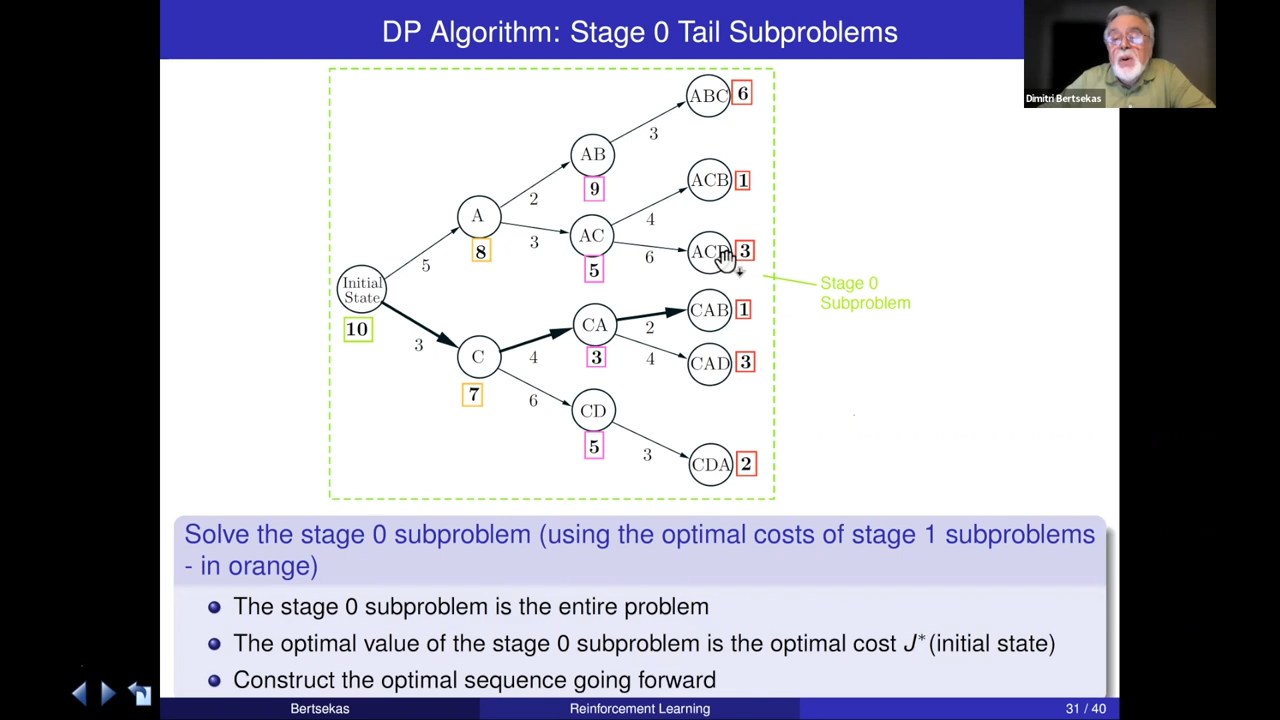 DP Algorithm: Stage 0 Tail Subproblems
Dimitri Bertsekas
ABC 6
3
AB
9
ACB 1
2
4
A
8
AC
5
3
6
3
5
Initial
State
10
Stage 0
Subproblem
CAB 1
CA
3
2
3
4
C
7
4
CAD 3
6
CD
5
3
CDA 2
Solve the stage 0 subproblem (using the optimal costs of stage 1 subproblems
- in orange)
The stage 0 subproblem is the entire problem
The optimal value of the stage 0 subproblem is the optimal cost J*(initial state)
Construct the optimal sequence going forward
Bertsekas
Reinforcement Learning
31 / 40